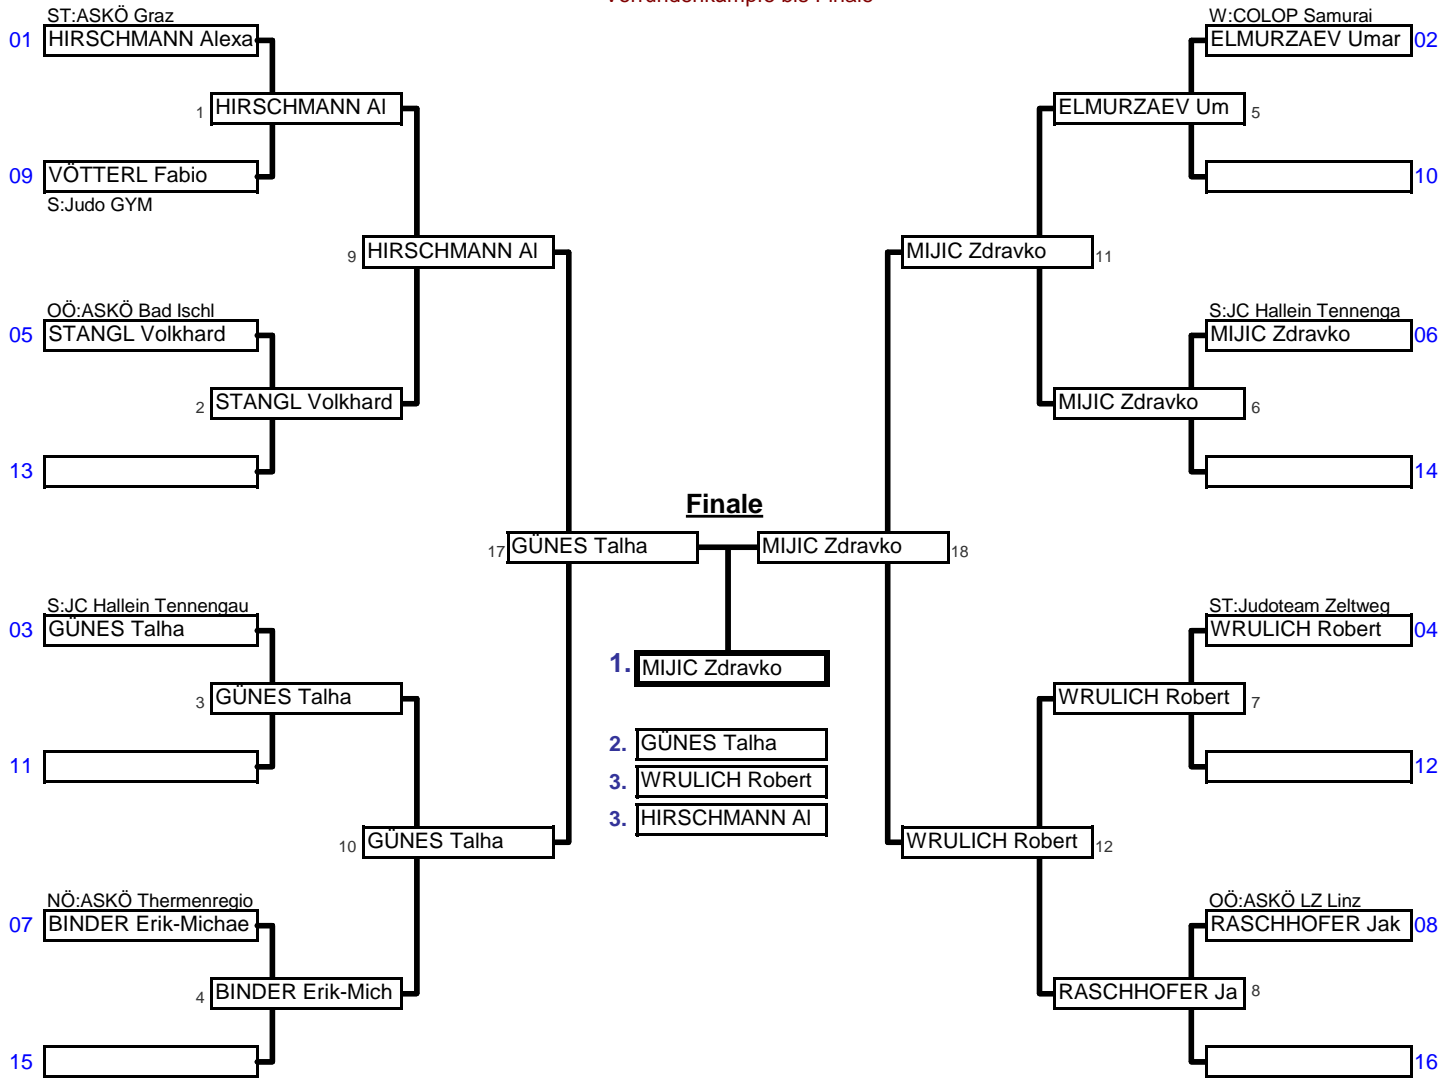 Vorrundenkämpfe bis Finale
ST:ASKÖ Graz
01 HIRSCHMANN Alexa
1 HIRSCHMANN Al
09 VÖTTERL Fabio
S:Judo GYM
9 HIRSCHMANN Al
OÖ:ASKÖ Bad Ischl
05 STANGL Volkhard
2 STANGL Volkhard
13
17 GÜNES Talha
S:JC Hallein Tennengau
03 GÜNES Talha
3 GÜNES Talha
11
10 GÜNES Talha
NÖ:ASKÖ Thermenregio
07 BINDER Erik-Michae
4 BINDER Erik-Mich
15
Finale
1. MIJIC Zdravko
2. GÜNES Talha
3. WRULICH Robert
3. HIRSCHMANN Al
W:COLOP Samurai
ELMURZAEV Umar 02
ELMURZAEV Um 5
10
MIJIC Zdravko 11
S:JC Hallein Tennenga
MIJIC Zdravko 06
MIJIC Zdravko 6
14
MIJIC Zdravko 18
ST:Judoteam Zeltweg
WRULICH Robert 04
WRULICH Robert 7
12
WRULICH Robert 12
OÖ:ASKÖ LZ Linz
RASCHHOFER Jak 08
RASCHHOFER Ja 8
16